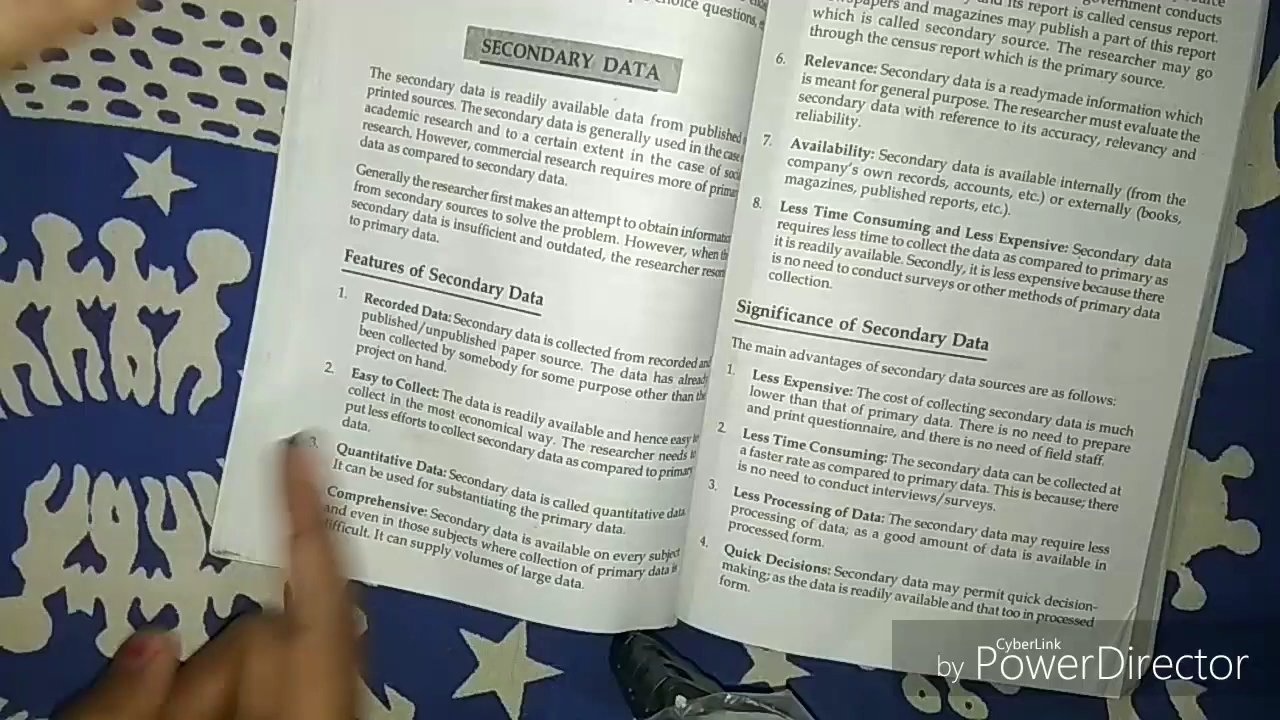 choice questions, e
SECONDARY DATA
The secondary data is readily available data from published
printed sources. The secondary data is generally used in the case
academic research and to a certain extent in the case of
research. However, commercial research requires more of
data as compared to secondary data.
Generally the researcher first makes an attempt to obtain
from secondary sources to solve the problem. However, when
secondary data is insufficient and outdated, the researcher
to primary data.
Features of Secondary Data
1. Recorded Data: Secondary data is collected from recorded and
published/unpublished paper source. The data has already
been collected by somebody for some purpose other than the
project on hand.
2. Easy to Collect: The data is readily available and hence easy
collect in the most economical way. The researcher needs
put less efforts to collect secondary data as compared to primary
data.
3. Quantitative Data: Secondary data is called quantitative data
It can be used for substantiating the primary data.
Comprehensive: Secondary data is available on every subject
and even in those subjects where collection of primary data is
difficult. It can supply volumes of large data.
government conducts
and its report is called census report.
and magazines may publish a part of this report
which is called secondary source. The researcher may go
through the census report which is the primary source.
6. Relevance: Secondary data is a readymade information which
is meant for general purpose. The researcher must evaluate the
secondary data with reference to its accuracy, relevancy and
reliability.
7. Availability: Secondary data is available internally (from the
company's own records, accounts, etc.) or externally (books,
magazines, published reports, etc.).
8. Less Time Consuming and Less Expensive: Secondary data
requires less time to collect the data as compared to primary as
it is readily available. Secondly, it is less expensive because there
is no need to conduct surveys or other methods of primary data
collection.
Significance of Secondary Data
The main advantages of secondary data sources are as follows:
1. Less Expensive: The cost of collecting secondary data is much
lower than that of primary data. There is no need to prepare
and print questionnaire, and there is no need of field staff.
2. Less Time Consuming: The secondary data can be collected at
a faster rate as compared to primary data. This is because; there
is no need to conduct interviews/surveys.
3. Less Processing of Data: The secondary data may require less
processing of data; as a good amount of data is available in
processed form.
4. Quick Decisions: Secondary data may permit quick decision-
making; as the data is readily available and that too in processed
form.
CyberLink
by PowerDirector